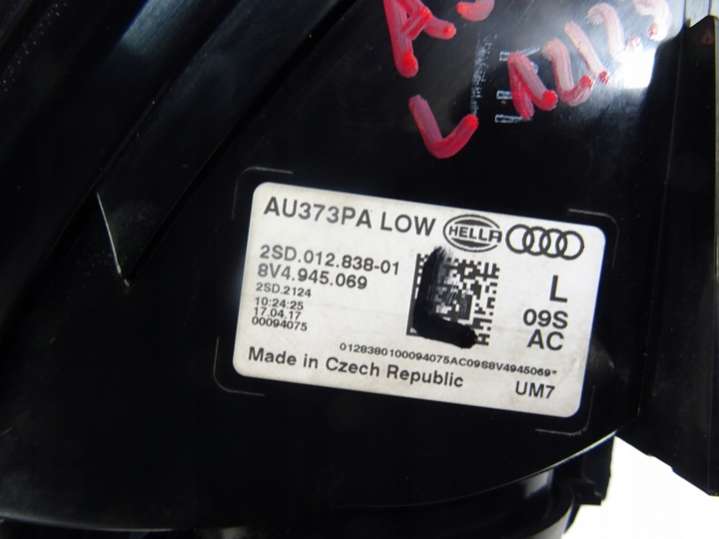 L 12123
AU373PA LOW HELLA
2SD.012.838-01
8V4.945.069
2SD.2124
10:24:25
17.04.17
00094075
L
09S
AC
0128380100094075AC09S8V4945069*
Made in Czech Republic
UM7